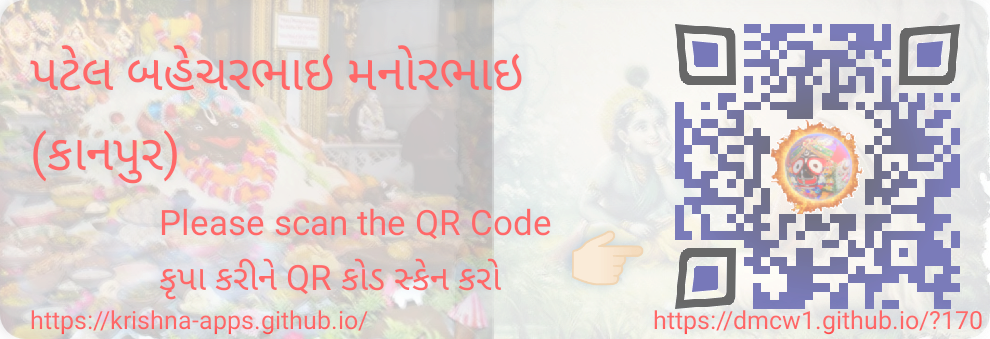 પટેલ બહેચરભાઇ મનોરભાઇ
(કાનપુર)
Please scan the QR Code
કૃપા કરીને QR કોડ સ્કેન કરો
https://krishna-apps.github.io/
https://dmcw1.github.io/?170